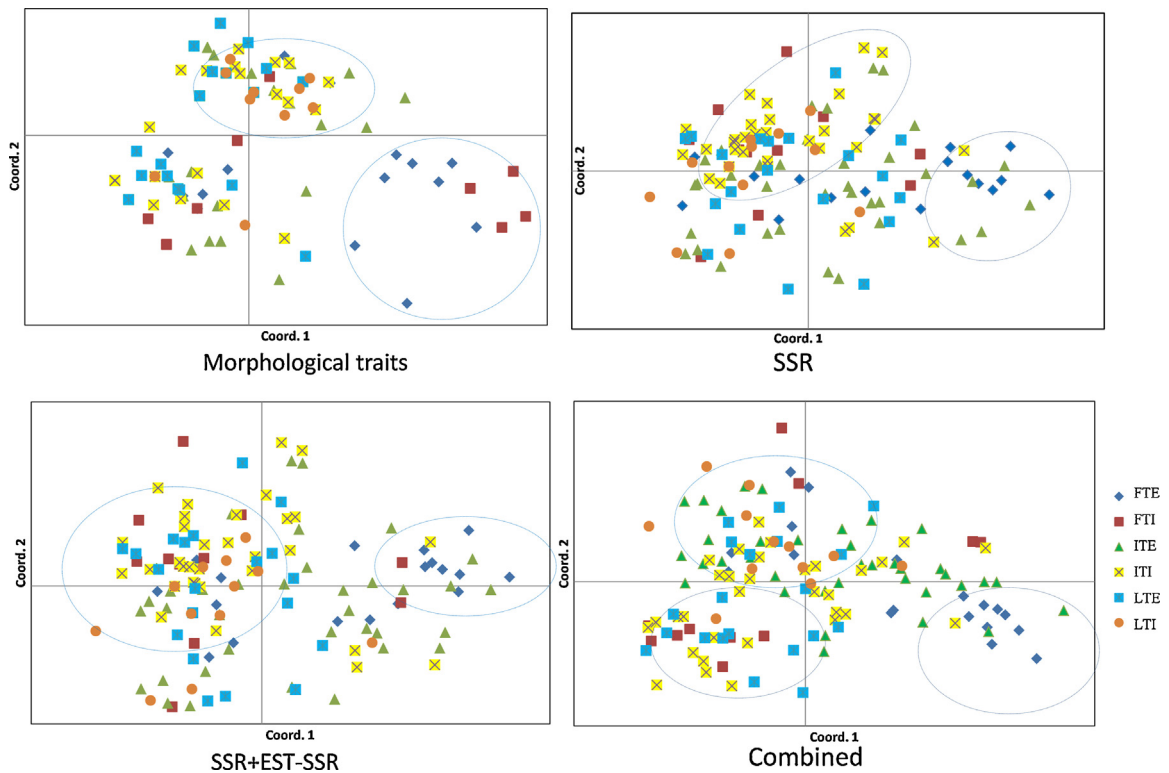 Coord. 2
Coord. 1
Morphological traits
Coord. 2
Coord. 1
SSR
Coord. 2
Coord. 1
SSR+EST-SSR
Coord. 2
Coord. 1
Combined
FTE
FTI
ITE
ITI
LTE
LTI